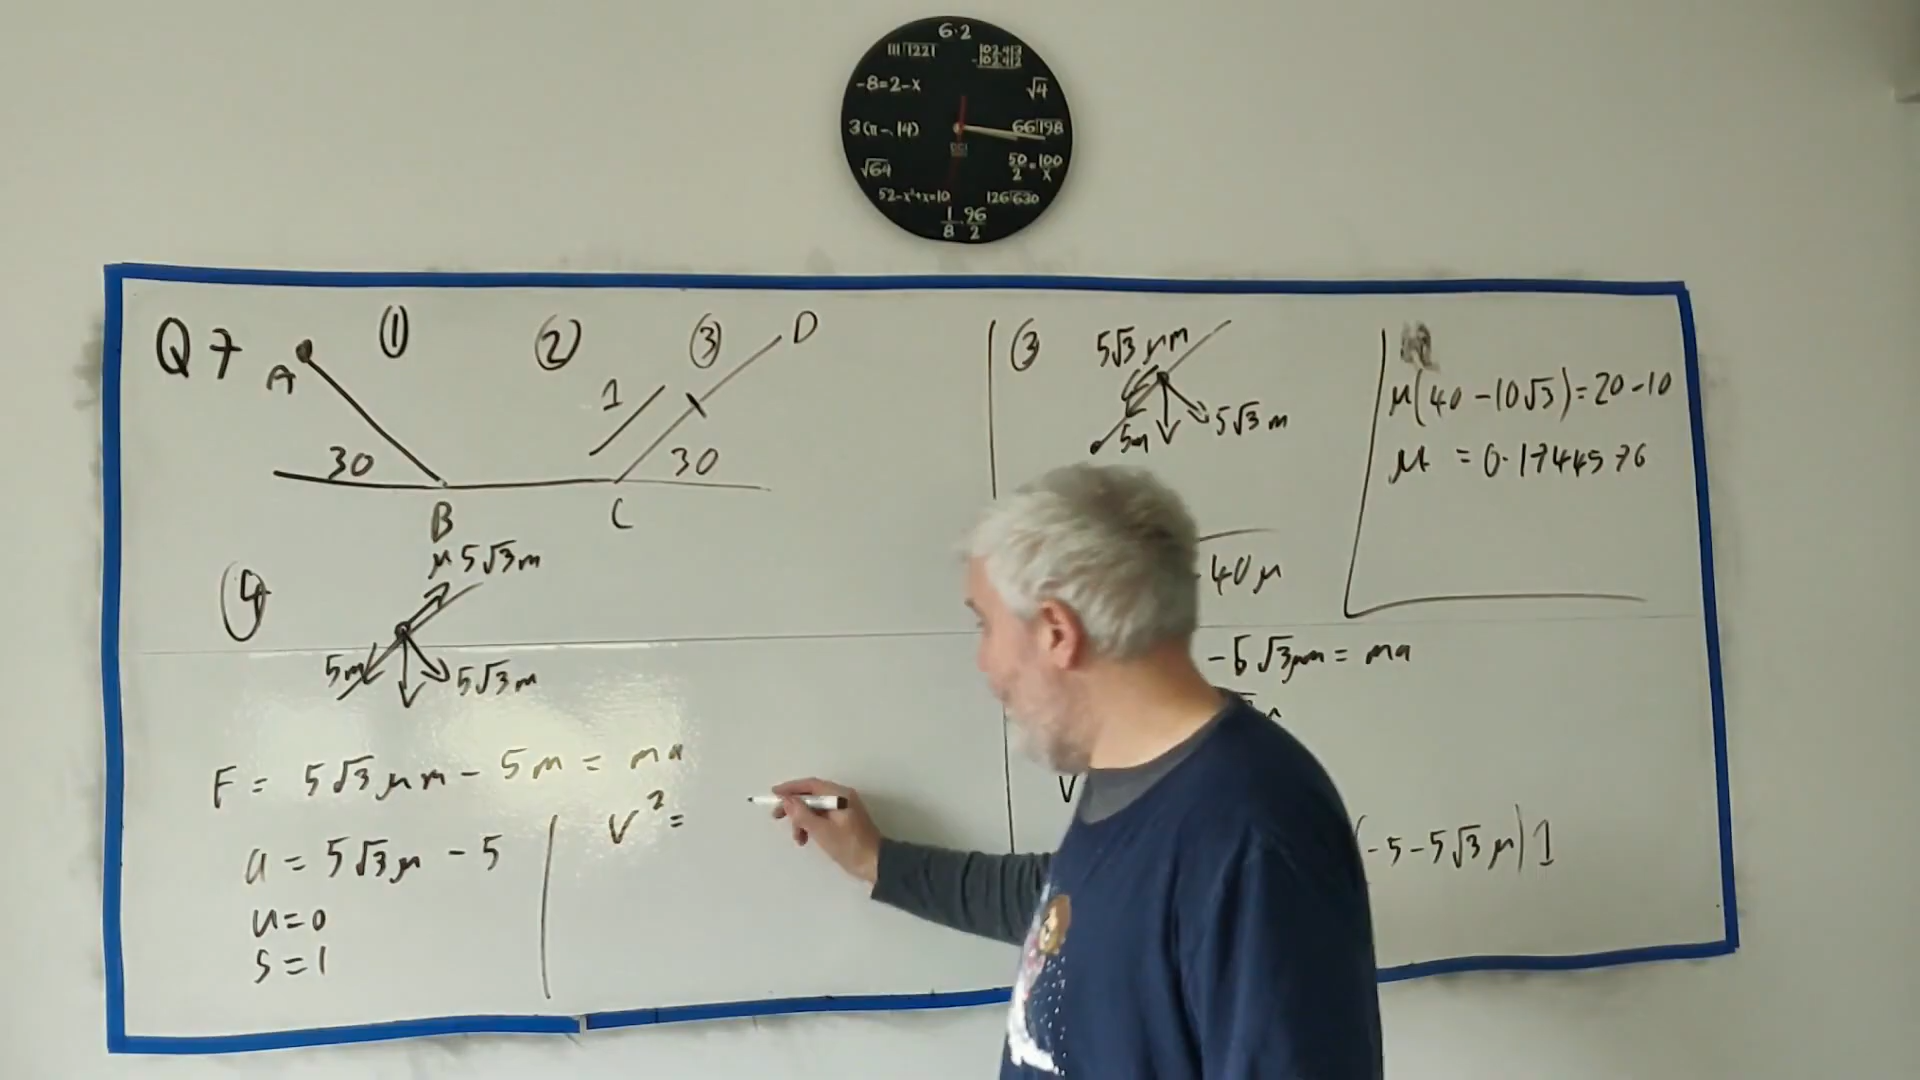 6.2
111|1221
102,413
-102,412
-8=2-x
√4
3(π-.14)
66|198
√64
50/2=100/x
52-x²+x=10
126|630
1/8·96/2
Q7
A
①
②
③
D
1
30
30
B
C
④
μ5√3m
5m
5√3m
F = 5√3μm - 5m = ma
a = 5√3μ - 5
u=0
s=1
v²=
③
5√3μm
5m
5√3m
40μ
-5√3μm = ma
V
-5-5√3μ)1
μ(40-10√3)=20-10
μ = 0.1744576